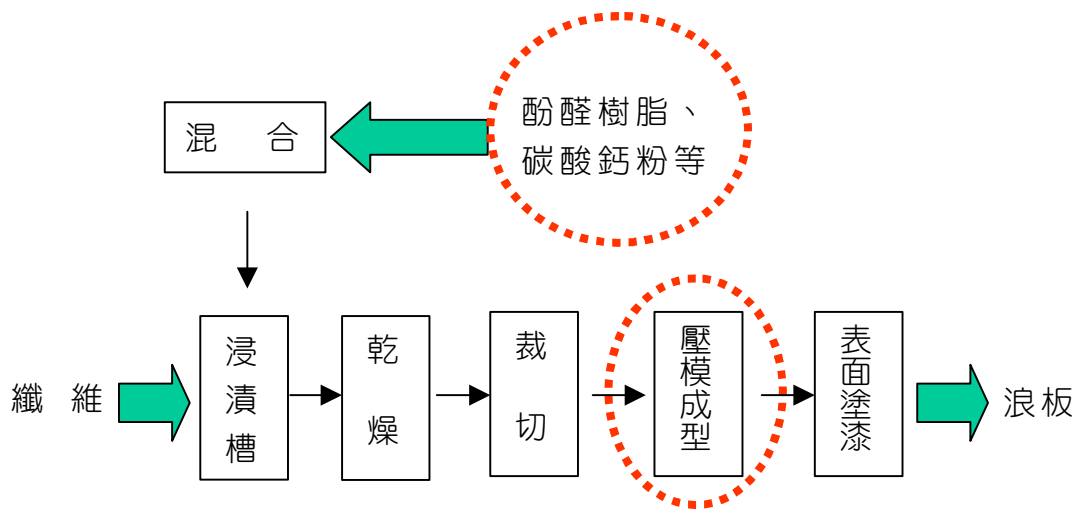 酚醛樹脂、
碳酸鈣粉等
混 合
纖 維
浸漬槽
乾燥
裁切
壓模成型
表面塗漆
浪板